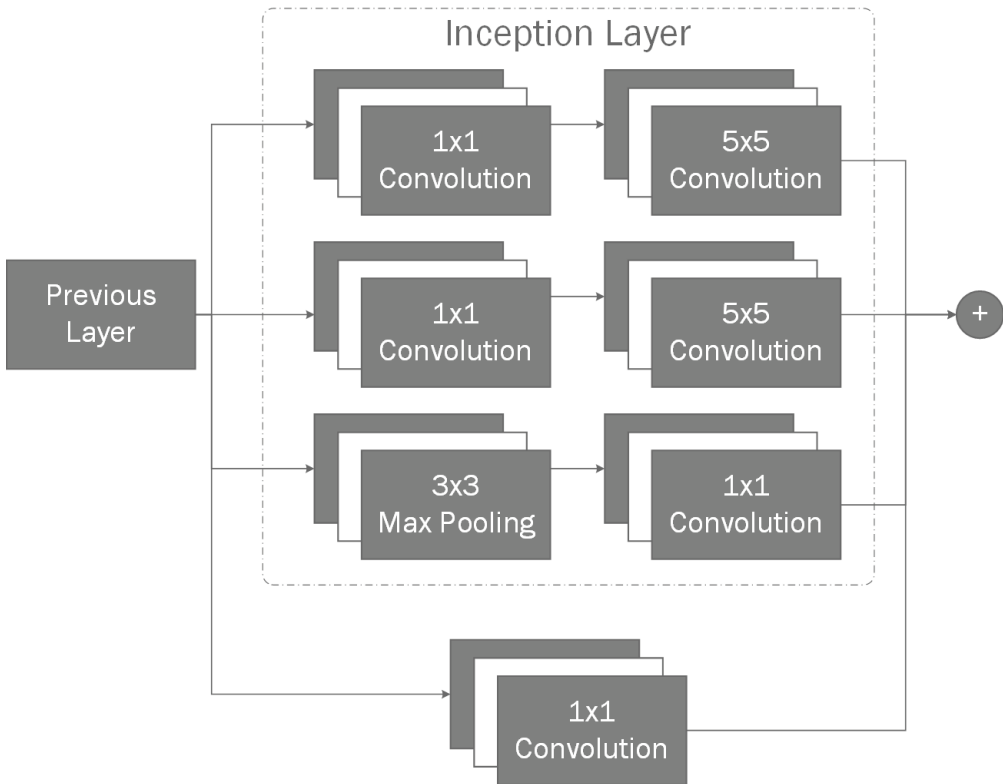 Inception Layer
1x1
Convolution
5x5
Convolution
Previous
Layer
1x1
Convolution
5x5
Convolution
+
3x3
Max Pooling
1x1
Convolution
1x1
Convolution